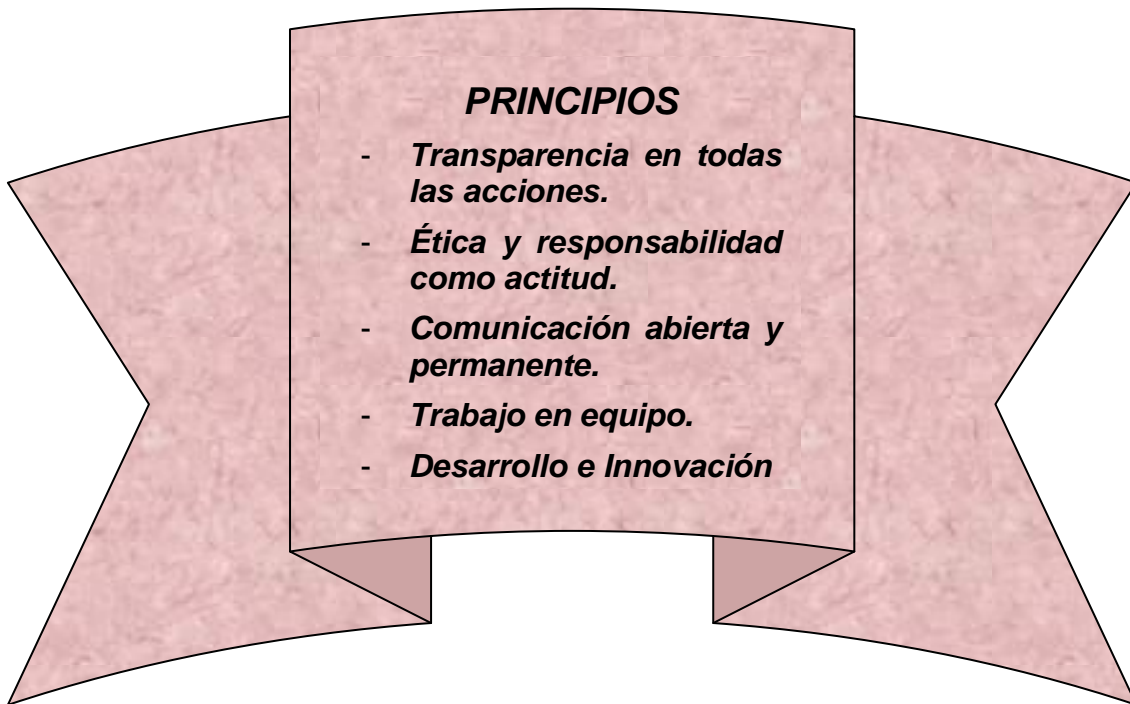 PRINCIPIOS
- Transparencia en todas
las acciones.
- Ética y responsabilidad
como actitud.
- Comunicación abierta y
permanente.
- Trabajo en equipo.
- Desarrollo e Innovación